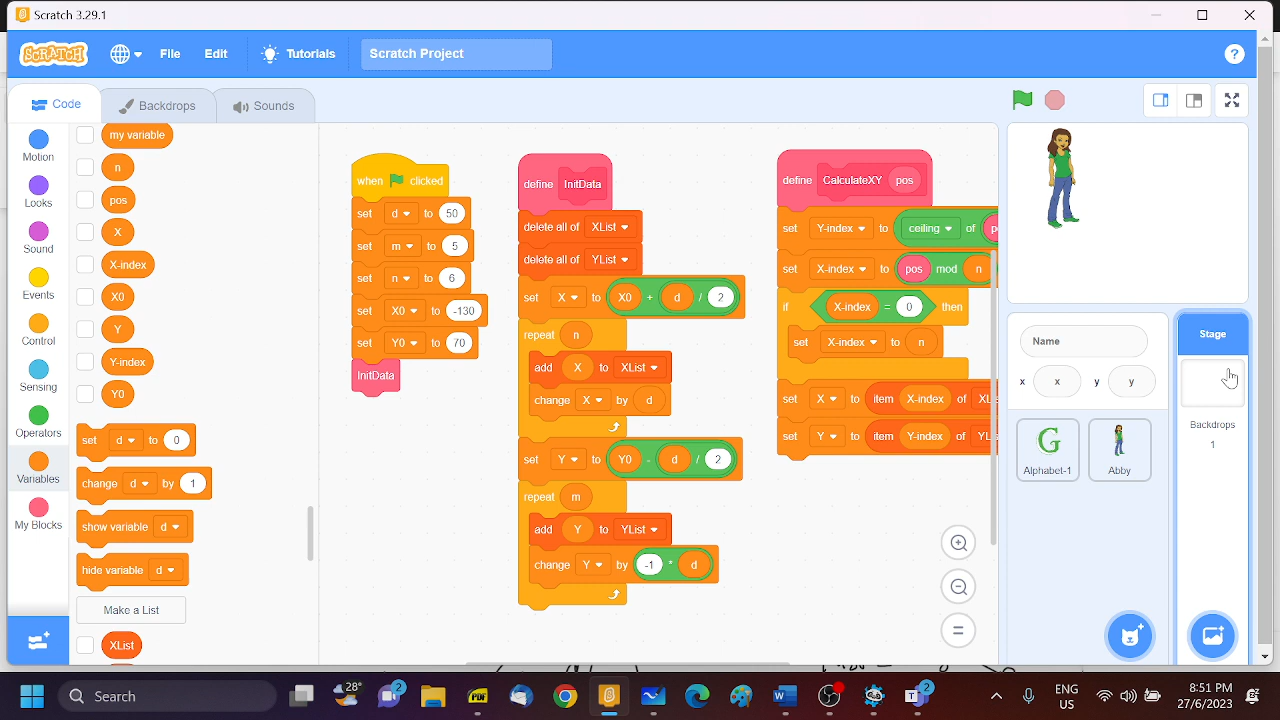 Scratch 3.29.1
SCRATCH
File
Edit
Tutorials
Scratch Project
?
Code
Backdrops
Sounds
Motion
Looks
Sound
Events
Control
Sensing
Operators
Variables
My Blocks
my variable
n
pos
X
X-index
X0
Y
Y-index
Y0
set d to 0
change d by 1
show variable d
hide variable d
Make a List
XList
when clicked
set d to 50
set m to 5
set n to 6
set X0 to -130
set Y0 to 70
InitData
define InitData
delete all of XList
delete all of YList
set X to X0 + d / 2
repeat n
add X to XList
change X by d
set Y to Y0 - d / 2
repeat m
add Y to YList
change Y by -1 * d
define CalculateXY pos
set Y-index to ceiling of
set X-index to pos mod n
if X-index = 0 then
set X-index to n
set X to item X-index of
set Y to item Y-index of
Name
x x y y
Alphabet-1
Abby
Stage
Backdrops
1
Search
28°
2
PDF
2
ENG
US
8:51 PM
27/6/2023